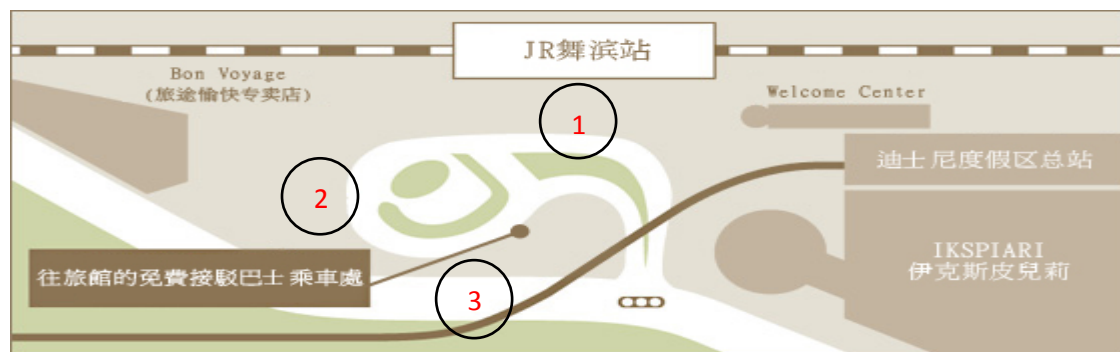 JR舞滨站
Bon Voyage
(旅途愉快专卖店)
Welcome Center
1
迪士尼度假区总站
2
IKSPIARI
伊克斯皮兒莉
往旅館的免費接駁巴士 乘車處
3